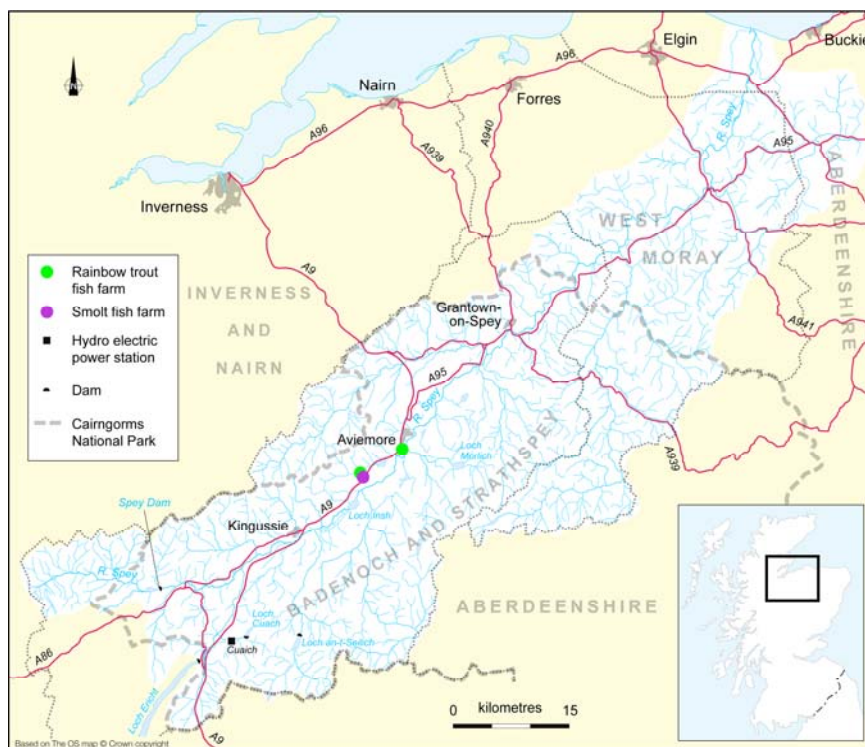 Elgin
Buckie
A96
Nairn
Forres
A96
R. Spey
A940
A939
A95
Inverness
ABERDEENSHIRE
WEST
MORAY
A9
Rainbow trout
fish farm
Smolt fish farm
Hydro electric
power station
Dam
Cairngorms
National Park
INVERNESS
AND
NAIRN
Grantown-
on-Spey
A941
A95
R. Spey
Aviemore
Loch
Morlich
A939
Spey Dam
Kingussie
A9
Loch Insh
BADENOCH AND STRATHSPEY
R. Spey
ABERDEENSHIRE
Loch
Cuaich
Loch an-t-Seilich
Cuaich
A86
Loch Ericht
A9
kilometres
0
15
Based on The OS map © Crown copyright